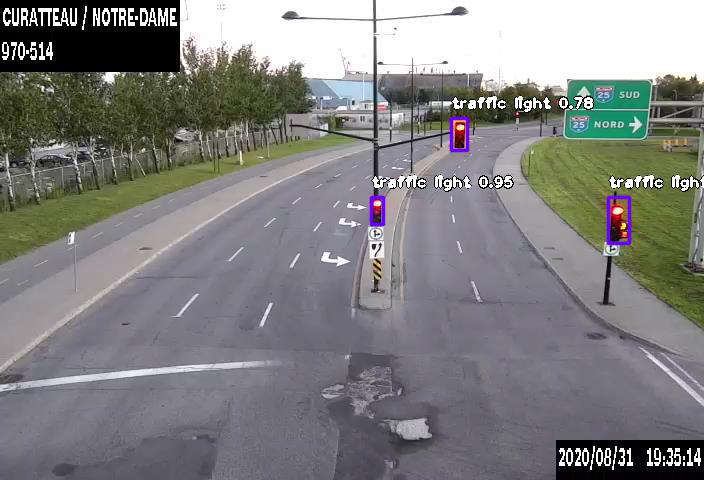 CURATTEAU / NOTRE-DAME
970-514
traffic light 0.78
25 SUD
25 NORD
traffic light 0.95
traffic light
2020/08/31 19:35:14